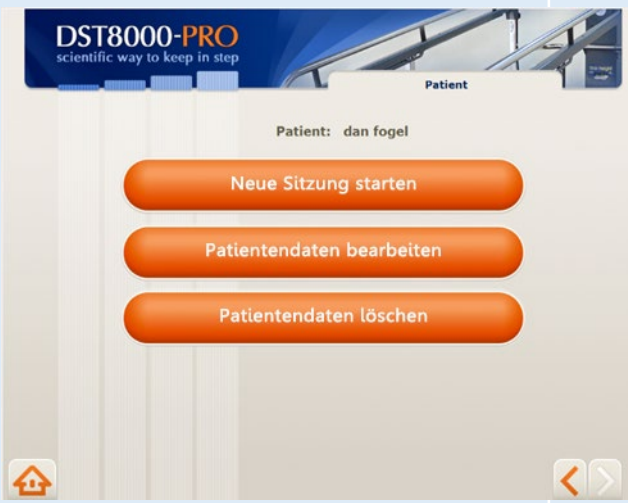 DST8000-PRO
scientific way to keep in step
Patient
Patient: dan fogel
Neue Sitzung starten
Patientendaten bearbeiten
Patientendaten löschen